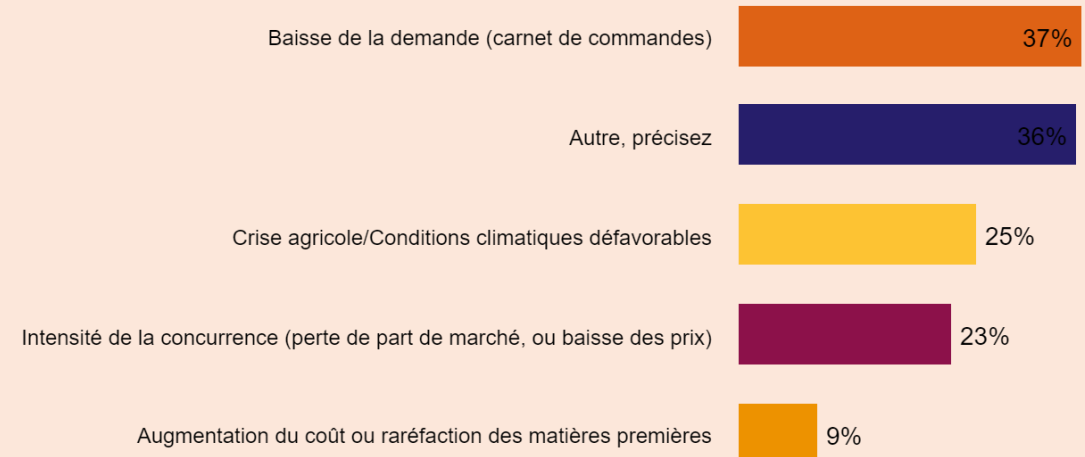 Baisse de la demande (carnet de commandes) 37%
Autre, précisez 36%
Crise agricole/Conditions climatiques défavorables 25%
Intensité de la concurrence (perte de part de marché, ou baisse des prix) 23%
Augmentation du coût ou raréfaction des matières premières 9%